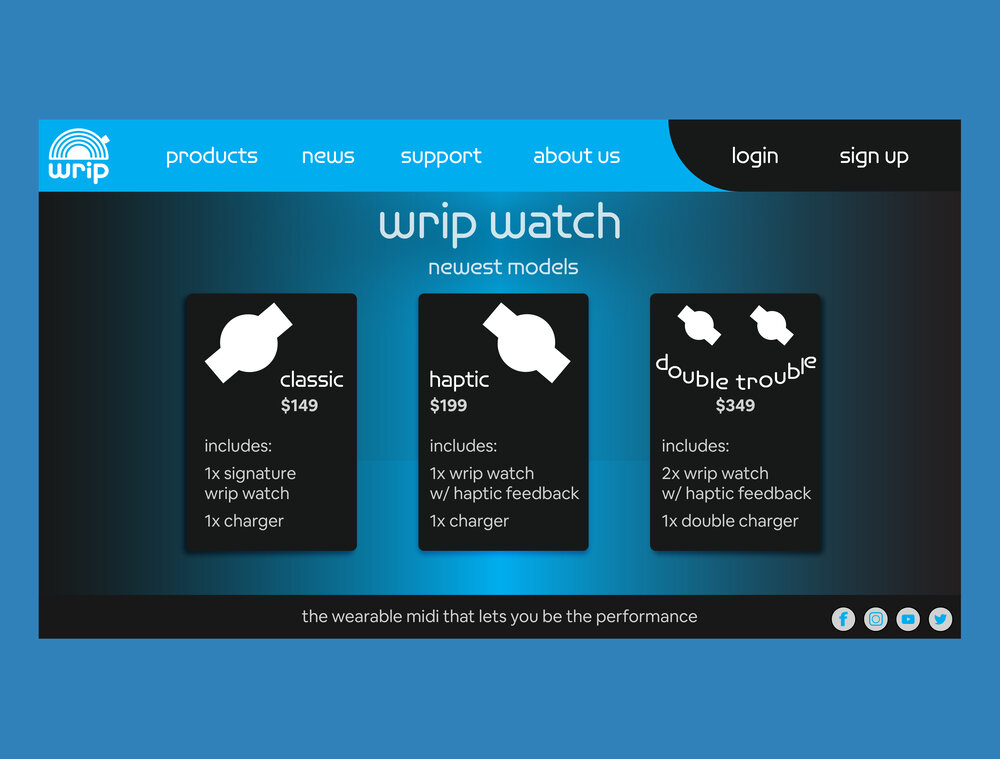 wrip
products news support about us login sign up
wrip watch
newest models
classic
$149
includes:
1x signature
wrip watch
1x charger
haptic
$199
includes:
1x wrip watch
w/ haptic feedback
1x charger
double trouble
$349
includes:
2x wrip watch
w/ haptic feedback
1x double charger
the wearable midi that lets you be the performance